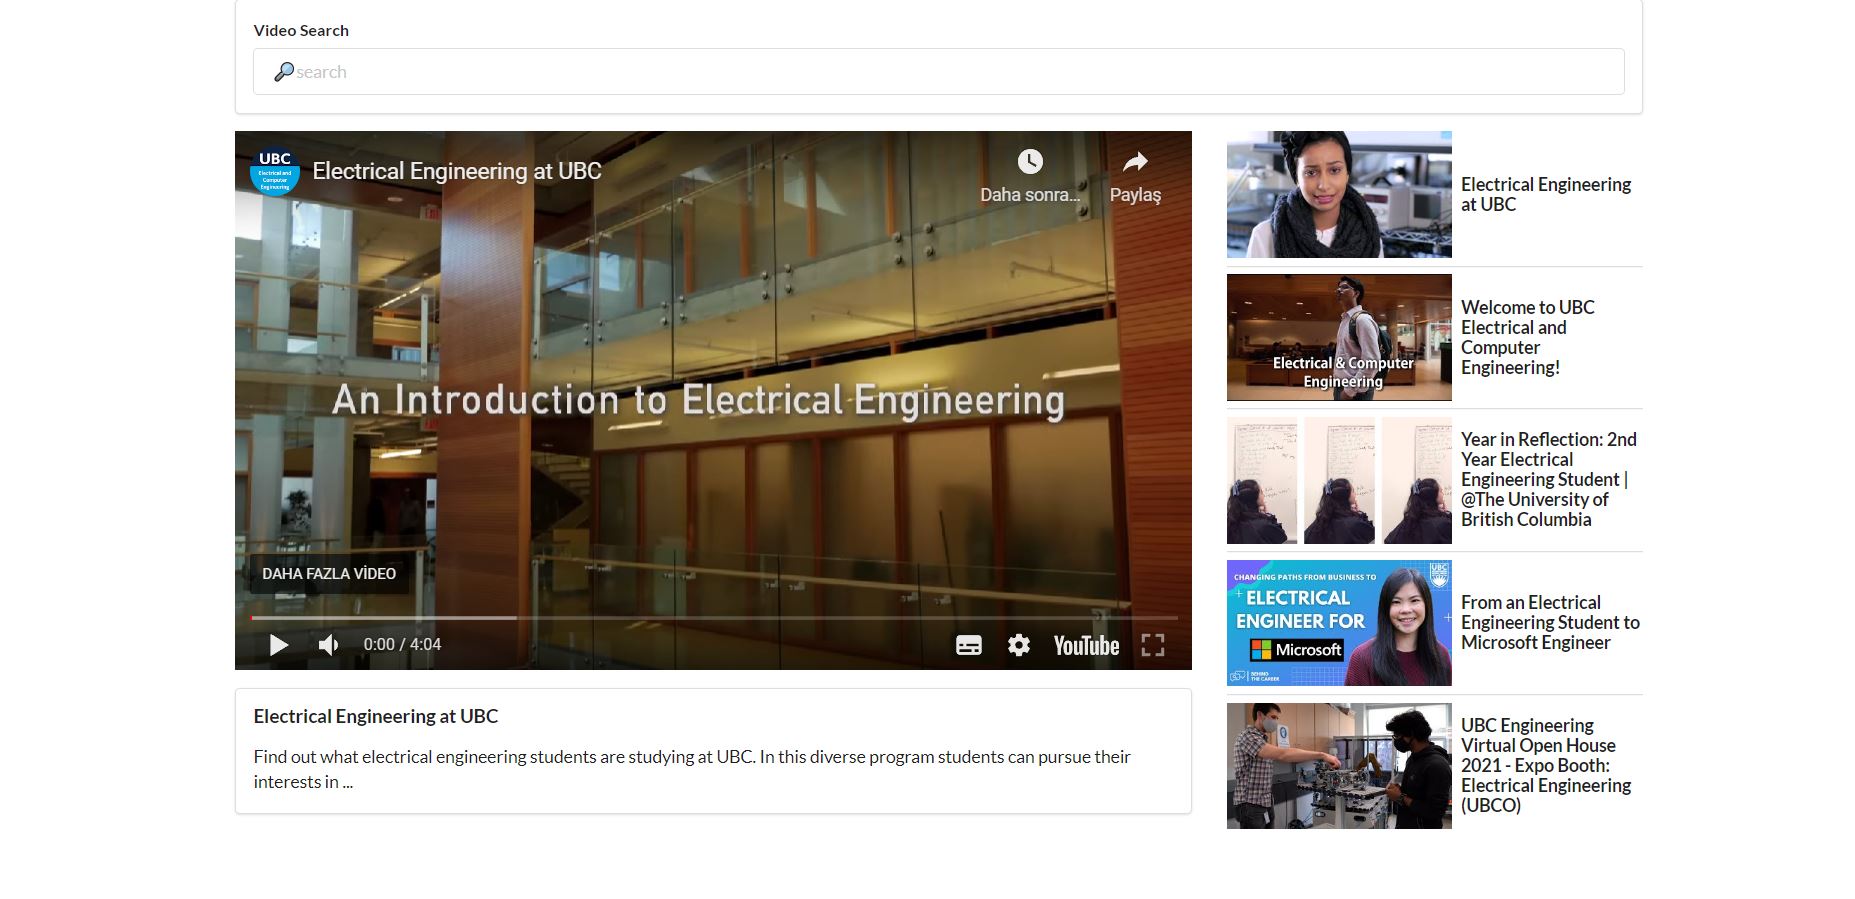 Video Search
search
UBC
Electrical and
Computer
Engineering
Electrical Engineering at UBC
Daha sonra...
Paylaş
An Introduction to Electrical Engineering
DAHA FAZLA VİDEO
0:00 / 4:04
YouTube
Electrical Engineering at UBC
Find out what electrical engineering students are studying at UBC. In this diverse program students can pursue their
interests in ...
Electrical Engineering
at UBC
Electrical & Computer
Engineering
Welcome to UBC
Electrical and
Computer
Engineering!
Year in Reflection: 2nd
Year Electrical
Engineering Student |
@The University of
British Columbia
CHANGING PATHS FROM BUSINESS TO
ELECTRICAL
ENGINEER FOR
Microsoft
BEHIND
THE CAREER
UBC
From an Electrical
Engineering Student to
Microsoft Engineer
UBC Engineering
Virtual Open House
2021 - Expo Booth:
Electrical Engineering
(UBCO)